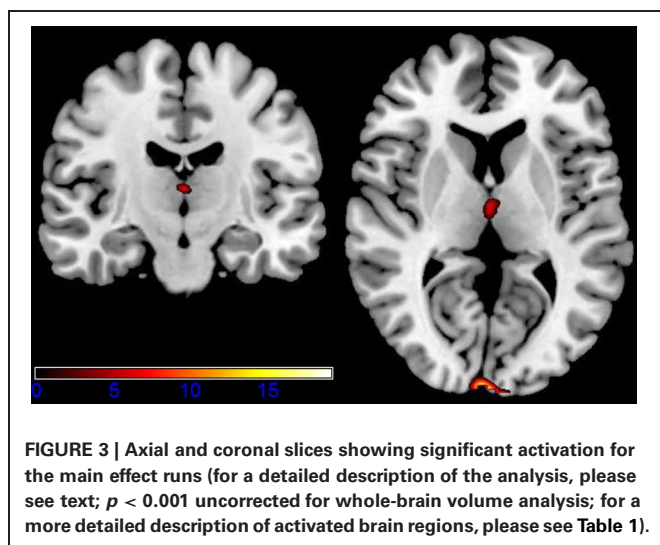 0 5 10 15
FIGURE 3 | Axial and coronal slices showing significant activation for
the main effect runs (for a detailed description of the analysis, please
see text; p < 0.001 uncorrected for whole-brain volume analysis; for a
more detailed description of activated brain regions, please see Table 1).